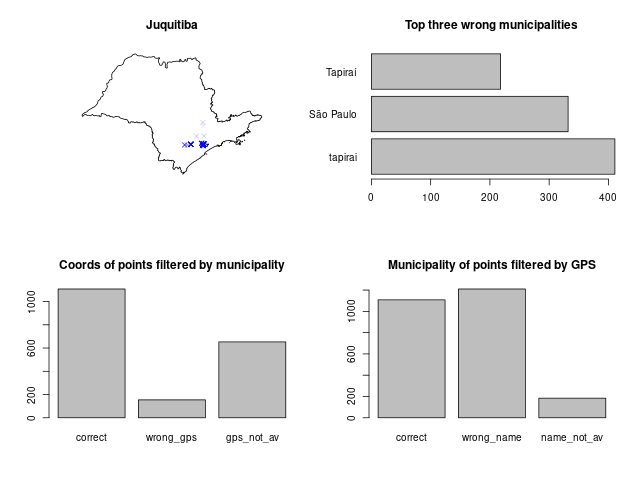 Juquitiba
Top three wrong municipalities
Tapiraí
São Paulo
tapirai
0 100 200 300 400
Coords of points filtered by municipality
0 200 600 1000
correct wrong_gps gps_not_av
Municipality of points filtered by GPS
0 200 600 1000
correct wrong_name name_not_av